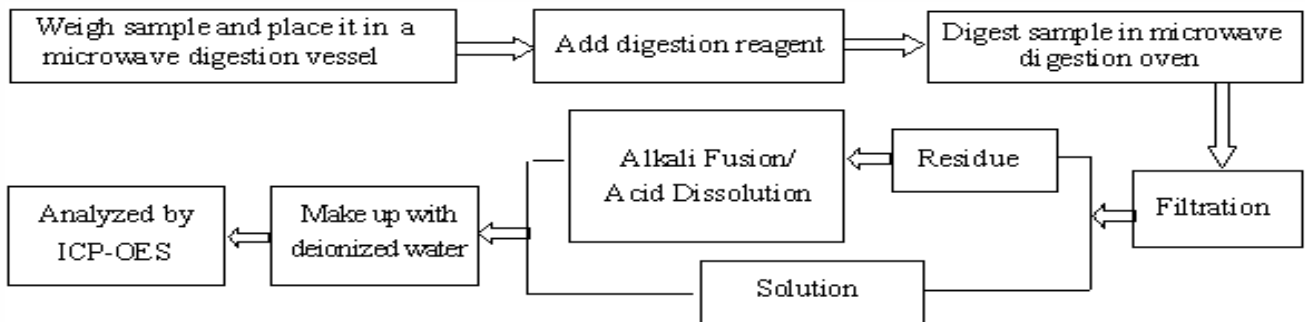 Weigh sample and place it in a
microwave digestion vessel
Add digestion reagent
Digest sample in microwave
digestion oven
Filtration
Residue
Alkali Fusion/
Acid Dissolution
Solution
Make up with
deionized water
Analyzed by
ICP-OES